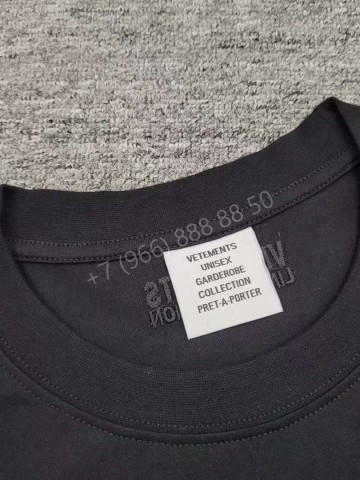 +7 (966) 888 88 50
VETEMENTS
UNISEX
GARDEROBE
COLLECTION
PRET-A-PORTER